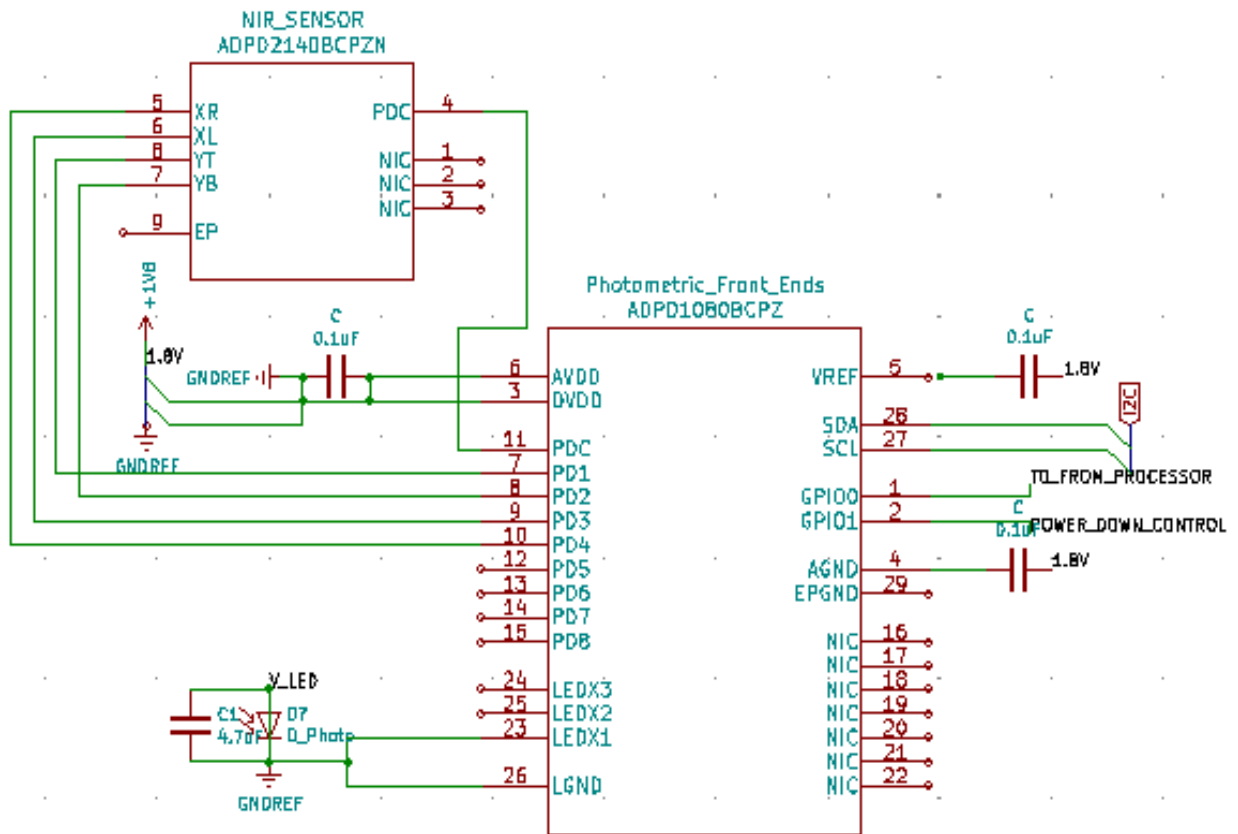 NIR_SENSOR
ADPD2140BCPZN
5 XR
6 XL
8 YT
7 YB
9 EP
PDC 4
NIC 1
NIC 2
NIC 3
+1V8
1.8V
GNDREF
GNDREF
C
0.1uF
Photometric_Front_Ends
ADPD1080BCPZ
6 AVDD
3 DVDD
11 PDC
7 PD1
8 PD2
9 PD3
10 PD4
12 PD5
13 PD6
14 PD7
15 PD8
24 LEDX3
25 LEDX2
23 LEDX1
26 LGND
VREF 5
SDA 28
SCL 27
GPIO0 1
GPIO1 2
AGND 4
EPGND 29
NIC 16
NIC 17
NIC 18
NIC 19
NIC 20
NIC 21
NIC 22
C
0.1uF
1.8V
I2C
TO_FROM_PROCESSOR
C
0.1uF
POWER_DOWN_CONTROL
1.8V
V_LED
C1
4.7uF
D7
D_Photo
GNDREF